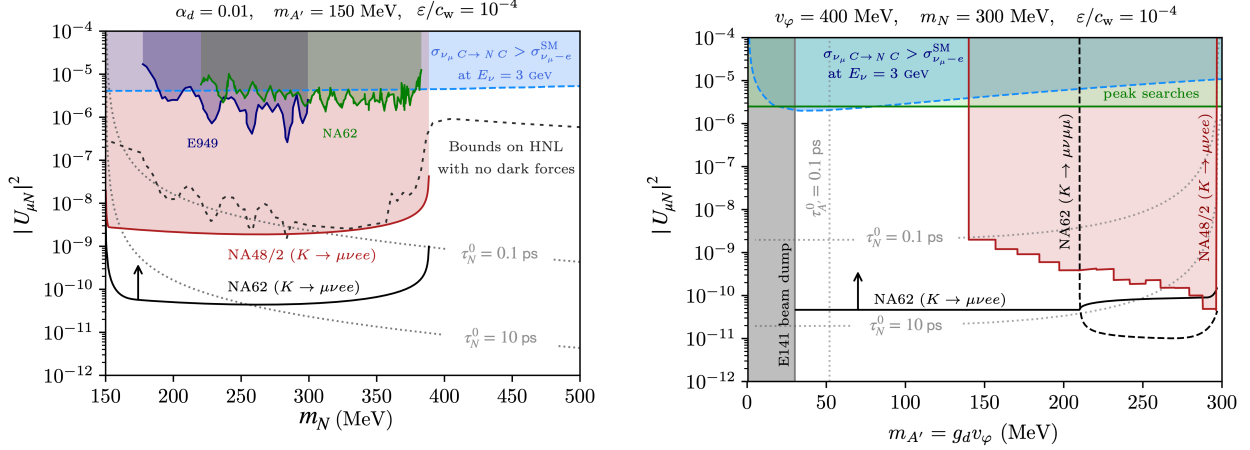 α_d = 0.01, m_A' = 150 MeV, ε/c_w = 10⁻⁴
10⁻⁴
10⁻⁵
10⁻⁶
10⁻⁷
10⁻⁸
10⁻⁹
10⁻¹⁰
10⁻¹¹
10⁻¹²
|U_μN|²
σ_ν_μ C→N C > σ^SM_ν_μ−e
at E_ν = 3 GeV
E949
NA62
Bounds on HNL
with no dark forces
NA48/2 (K → μνee)
τ⁰_N = 0.1 ps
NA62 (K → μνee)
τ⁰_N = 10 ps
150 200 250 300 350 400 450 500
m_N (MeV)
v_φ = 400 MeV, m_N = 300 MeV, ε/c_w = 10⁻⁴
10⁻⁴
10⁻⁵
10⁻⁶
10⁻⁷
10⁻⁸
10⁻⁹
10⁻¹⁰
10⁻¹¹
10⁻¹²
|U_μN|²
σ_ν_μ C→N C > σ^SM_ν_μ−e
at E_ν = 3 GeV
peak searches
τ⁰_A' = 0.1 ps
NA62 (K → μνμμ)
NA48/2 (K → μνee)
τ⁰_N = 0.1 ps
E141 beam dump
NA62 (K → μνee)
τ⁰_N = 10 ps
0 50 100 150 200 250 300
m_A' = g_d v_φ (MeV)